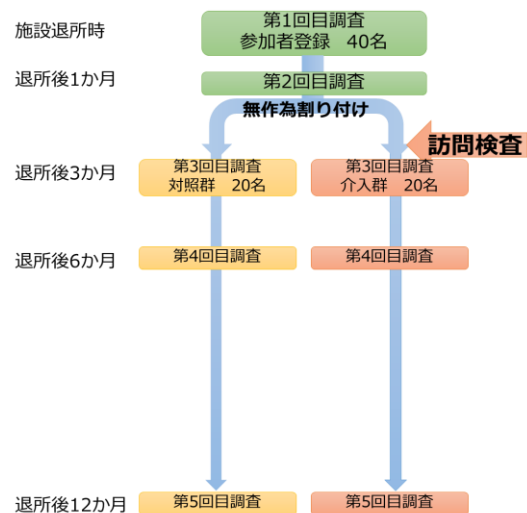 施設退所時
第1回目調査
参加者登録　40名
退所後1か月
第2回目調査
無作為割り付け
訪問検査
退所後3か月
第3回目調査
対照群　20名
第3回目調査
介入群　20名
退所後6か月
第4回目調査
第4回目調査
退所後12か月
第5回目調査
第5回目調査